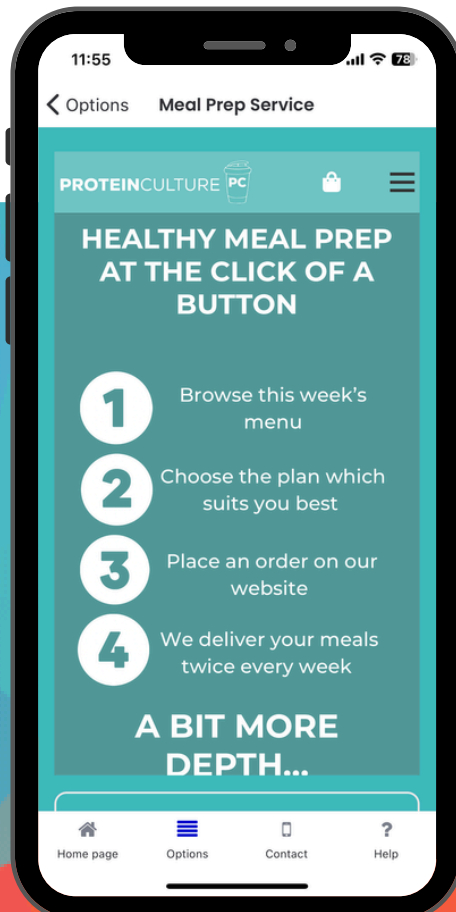 11:55
78
Options Meal Prep Service
PROTEINCULTURE PC
HEALTHY MEAL PREP
AT THE CLICK OF A
BUTTON
1 Browse this week's
menu
2 Choose the plan which
suits you best
3 Place an order on our
website
4 We deliver your meals
twice every week
A BIT MORE
DEPTH...
Home page Options Contact ? Help